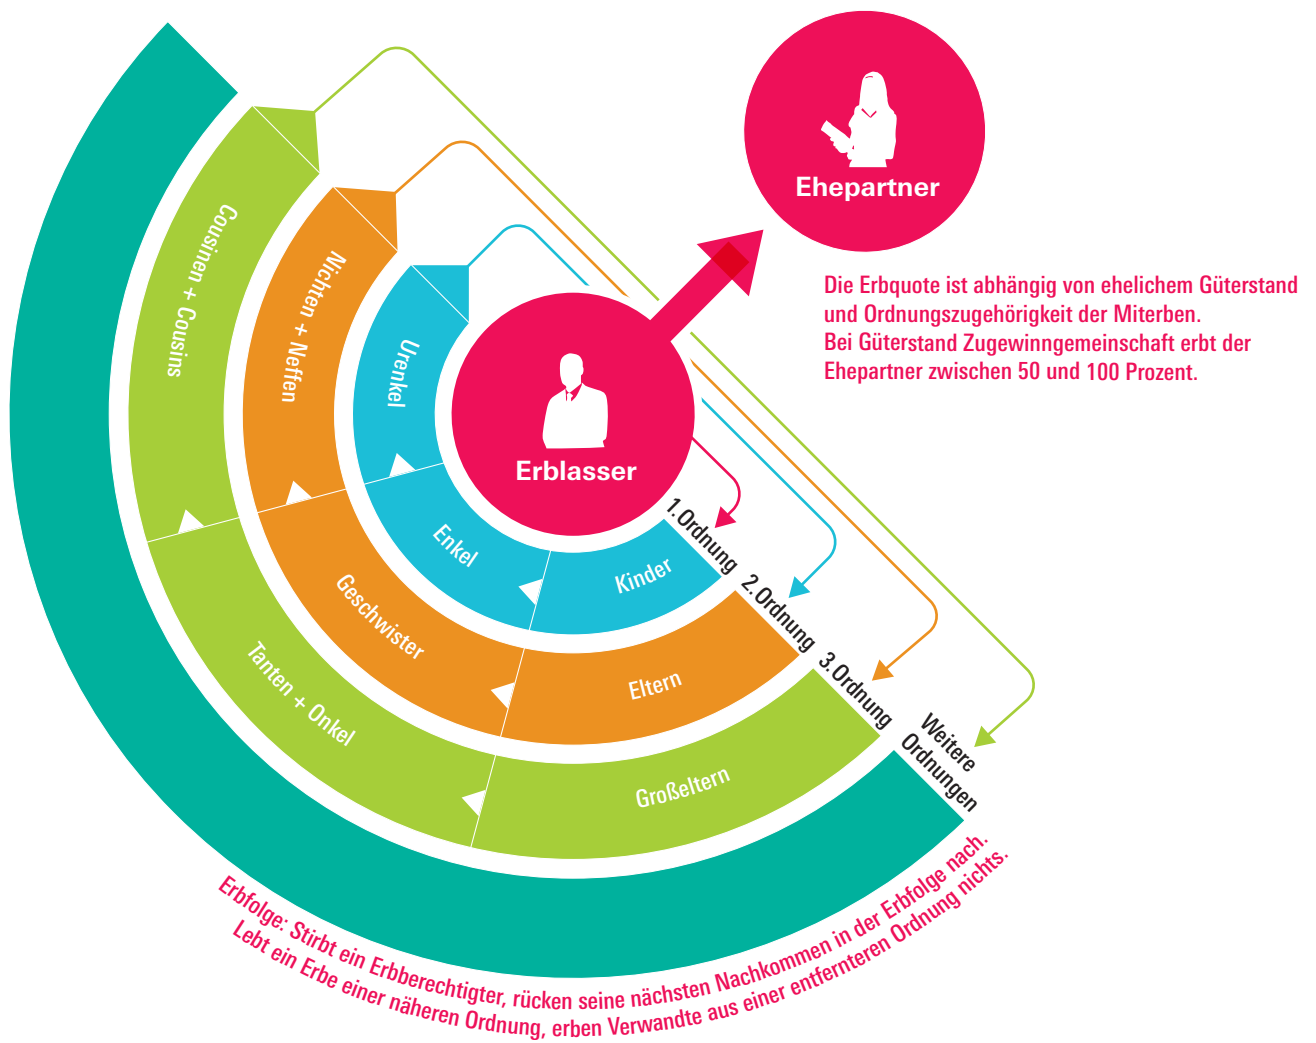 Ehepartner
Die Erbquote ist abhängig von ehelichem Güterstand
und Ordnungszugehörigkeit der Miterben.
Bei Güterstand Zugewinngemeinschaft erbt der
Ehepartner zwischen 50 und 100 Prozent.
Erblasser
1.Ordnung
Kinder
Enkel
Urenkel
2.Ordnung
Eltern
Geschwister
Nichten + Neffen
3.Ordnung
Großeltern
Tanten + Onkel
Cousinen + Cousins
Weitere
Ordnungen
Erbfolge: Stirbt ein Erbberechtigter, rücken seine nächsten Nachkommen in der Erbfolge nach.
Lebt ein Erbe einer näheren Ordnung, erben Verwandte aus einer entfernteren Ordnung nichts.